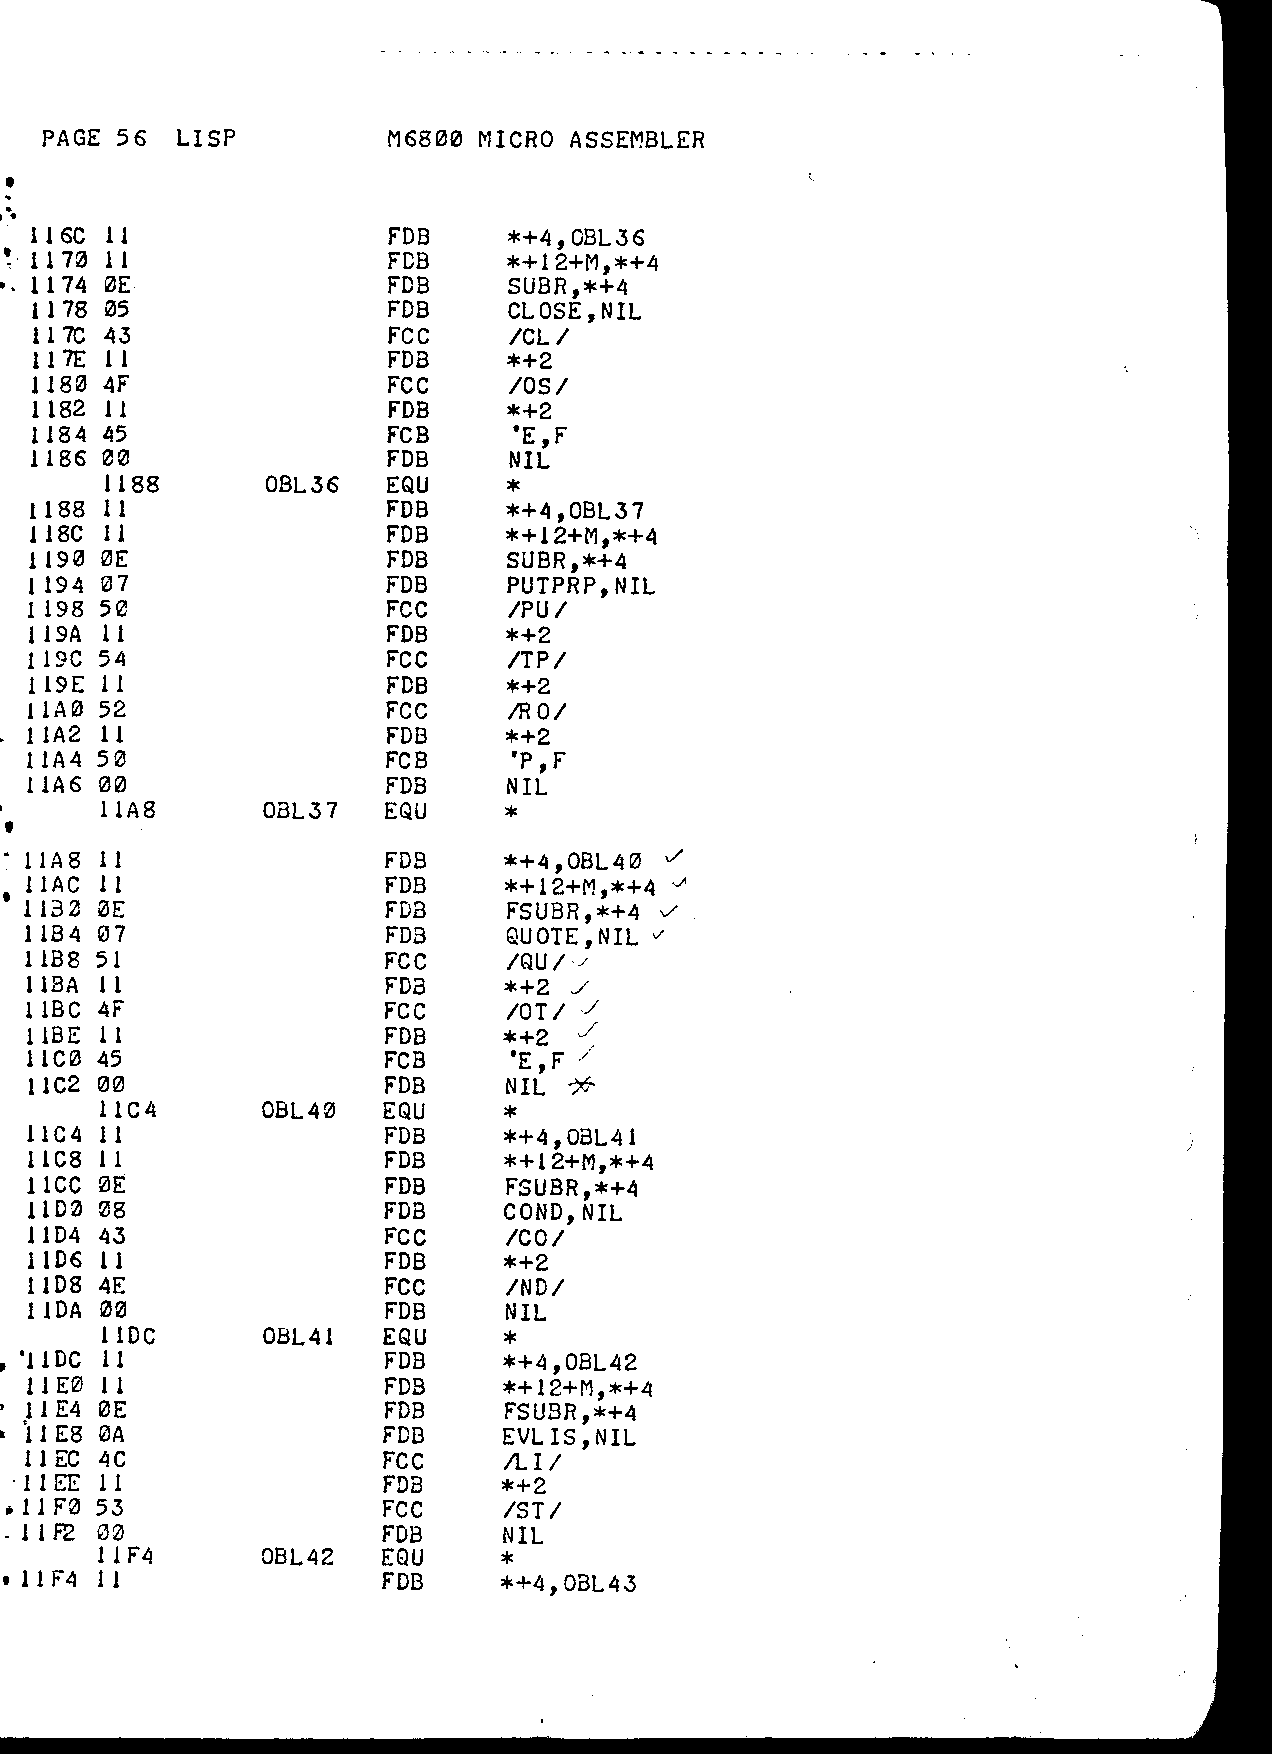 PAGE 56 LISP M6800 MICRO ASSEMBLER
116C 11 FDB *+4,OBL36
1170 11 FDB *+12+M,*+4
1174 0E FDB SUBR,*+4
1178 05 FDB CLOSE,NIL
117C 43 FCC /CL/
117E 11 FDB *+2
1180 4F FCC /OS/
1182 11 FDB *+2
1184 45 FCB 'E,F
1186 00 FDB NIL
1188 OBL36 EQU *
1188 11 FDB *+4,OBL37
118C 11 FDB *+12+M,*+4
1190 0E FDB SUBR,*+4
1194 07 FDB PUTPRP,NIL
1198 50 FCC /PU/
119A 11 FDB *+2
119C 54 FCC /TP/
119E 11 FDB *+2
11A0 52 FCC /RO/
11A2 11 FDB *+2
11A4 50 FCB 'P,F
11A6 00 FDB NIL
11A8 OBL37 EQU *
11A8 11 FDB *+4,OBL40 ✓
11AC 11 FDB *+12+M,*+4 ✓
11B0 0E FDB FSUBR,*+4 ✓
11B4 07 FDB QUOTE,NIL ✓
11B8 51 FCC /QU/ ✓
11BA 11 FDB *+2 ✓
11BC 4F FCC /OT/ ✓
11BE 11 FDB *+2 ✓
11C0 45 FCB 'E,F ✓
11C2 00 FDB NIL
11C4 OBL40 EQU *
11C4 11 FDB *+4,OBL41
11C8 11 FDB *+12+M,*+4
11CC 0E FDB FSUBR,*+4
11D0 08 FDB COND,NIL
11D4 43 FCC /CO/
11D6 11 FDB *+2
11D8 4E FCC /ND/
11DA 00 FDB NIL
11DC OBL41 EQU *
11DC 11 FDB *+4,OBL42
11E0 11 FDB *+12+M,*+4
11E4 0E FDB FSUBR,*+4
11E8 0A FDB EVLIS,NIL
11EC 4C FCC /LI/
11EE 11 FDB *+2
11F0 53 FCC /ST/
11F2 00 FDB NIL
11F4 OBL42 EQU *
11F4 11 FDB *+4,OBL43